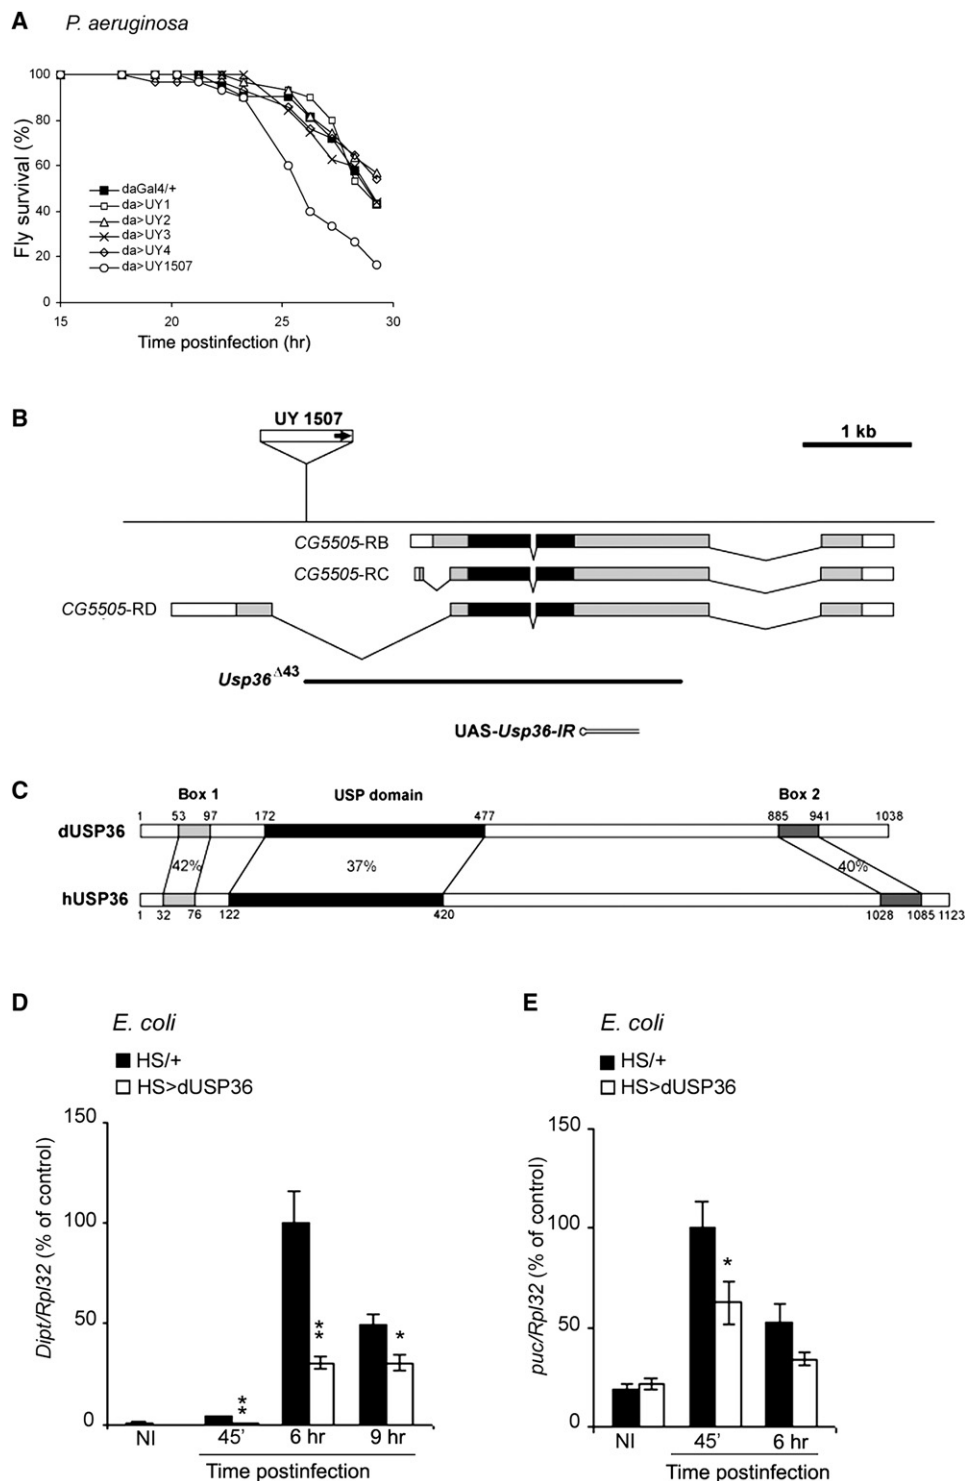 A P. aeruginosa
100
80
60
40
20
0
Fly survival (%)
daGal4/+
da>UY1
da>UY2
da>UY3
da>UY4
da>UY1507
15 20 25 30
Time postinfection (hr)
B
UY 1507
1 kb
CG5505-RB
CG5505-RC
CG5505-RD
Usp36Δ43
UAS-Usp36-IR
C
Box 1 USP domain Box 2
1 53 97 172 477 885 941 1038
dUSP36
42% 37% 40%
hUSP36
1 32 76 122 420 1028 1085 1123
D
E. coli
HS/+
HS>dUSP36
150
100
50
0
Dipt/Rpl32 (% of control)
**
**
*
NI 45' 6 hr 9 hr
Time postinfection
E
E. coli
HS/+
HS>dUSP36
150
100
50
0
puc/Rpl32 (% of control)
*
NI 45' 6 hr
Time postinfection